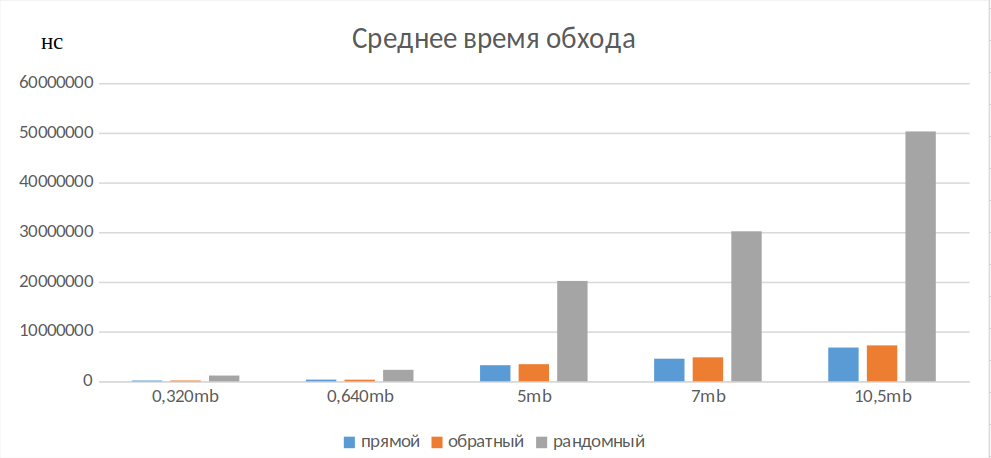 нс
Среднее время обхода
60000000
50000000
40000000
30000000
20000000
10000000
0
0,320mb 0,640mb 5mb 7mb 10,5mb
прямой обратный рандомный